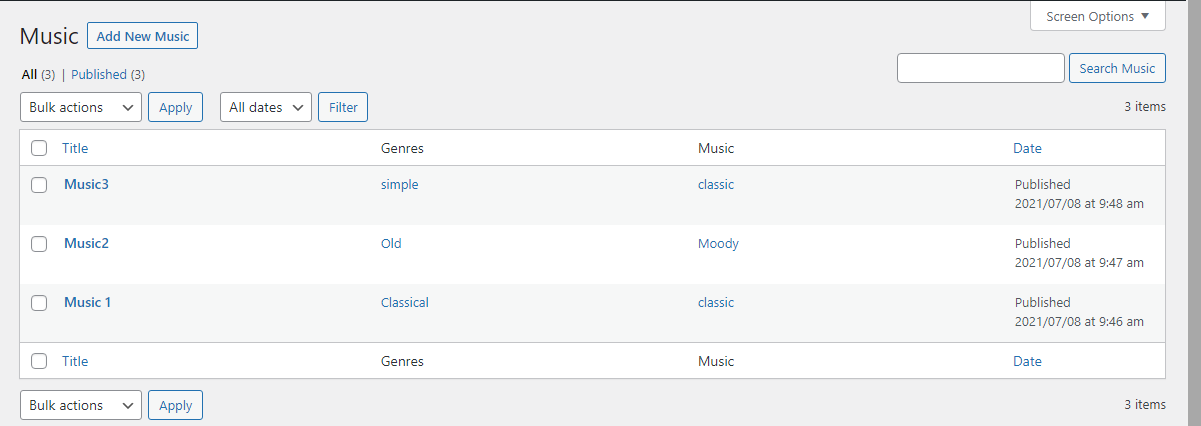 Screen Options
Music Add New Music
All (3) | Published (3)
Search Music
Bulk actions Apply All dates Filter 3 items
Title Genres Music Date
Music3 simple classic Published
2021/07/08 at 9:48 am
Music2 Old Moody Published
2021/07/08 at 9:47 am
Music 1 Classical classic Published
2021/07/08 at 9:46 am
Title Genres Music Date
Bulk actions Apply 3 items